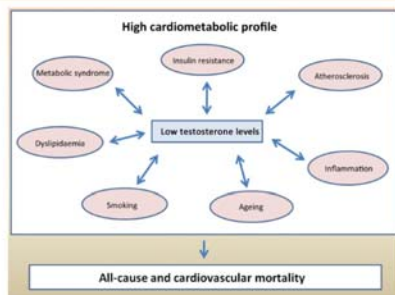 High cardiometabolic profile
Insulin resistance
Metabolic syndrome
Atherosclerosis
Low testosterone levels
Dyslipidaemia
Inflammation
Smoking
Ageing
All-cause and cardiovascular mortality